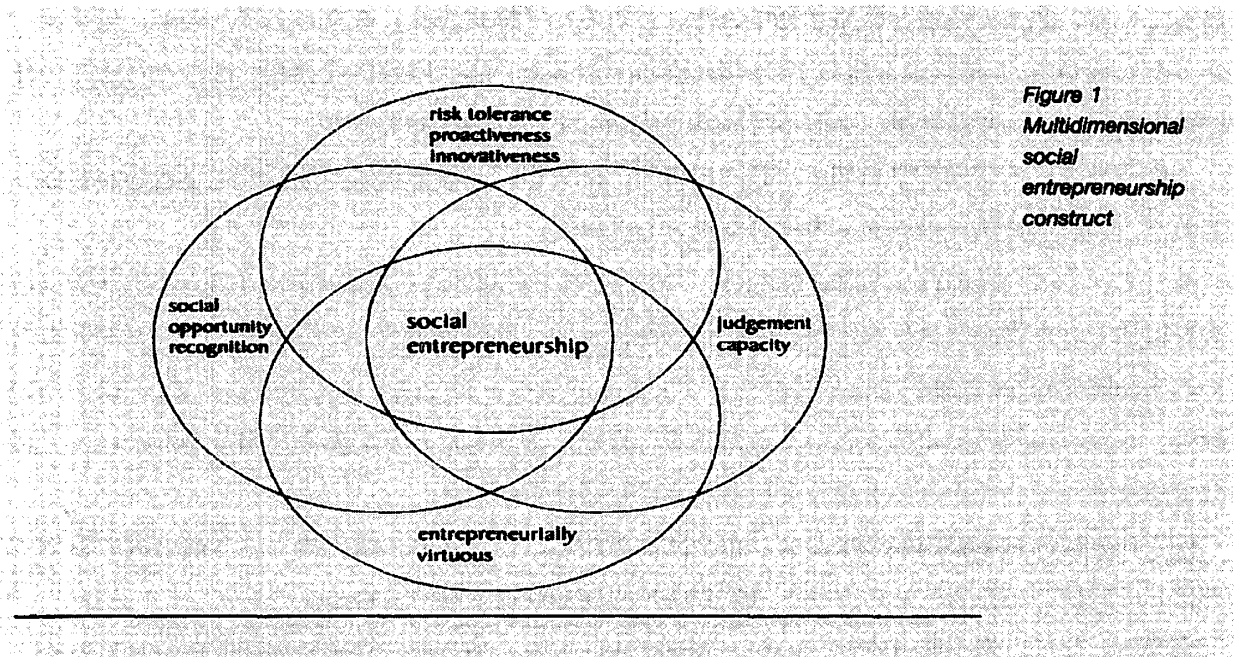 risk tolerance
proactiveness
innovativeness
social
opportunity
recognition
social
entrepreneurship
judgement
capacity
entrepreneurially
virtuous
Figure 1
Multidimensional
social
entrepreneurship
construct